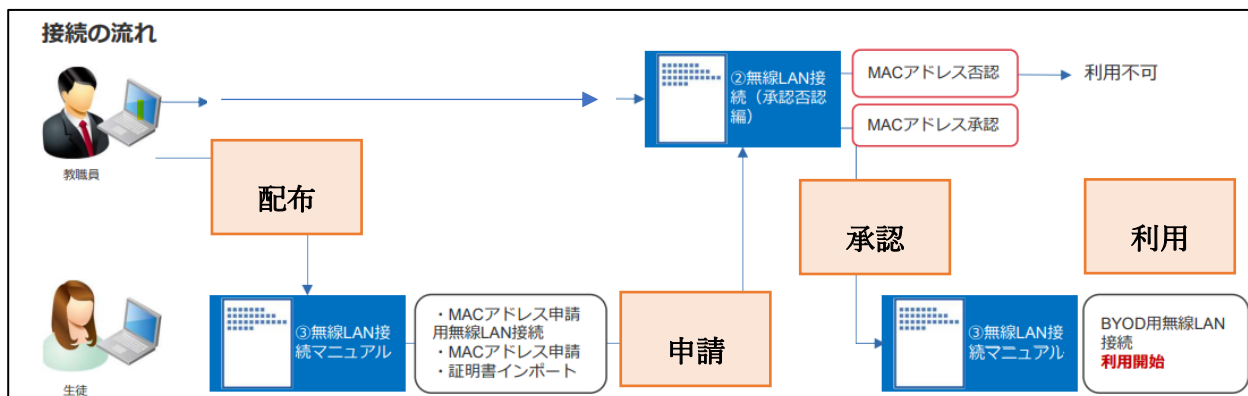 接続の流れ
教職員
②無線LAN接
続（承認否認
編）
MACアドレス否認
利用不可
MACアドレス承認
配布
承認
利用
生徒
③無線LAN接
続マニュアル
・MACアドレス申請
用無線LAN接続
・MACアドレス申請
・証明書インポート
申請
③無線LAN接
続マニュアル
BYOD用無線LAN
接続
利用開始